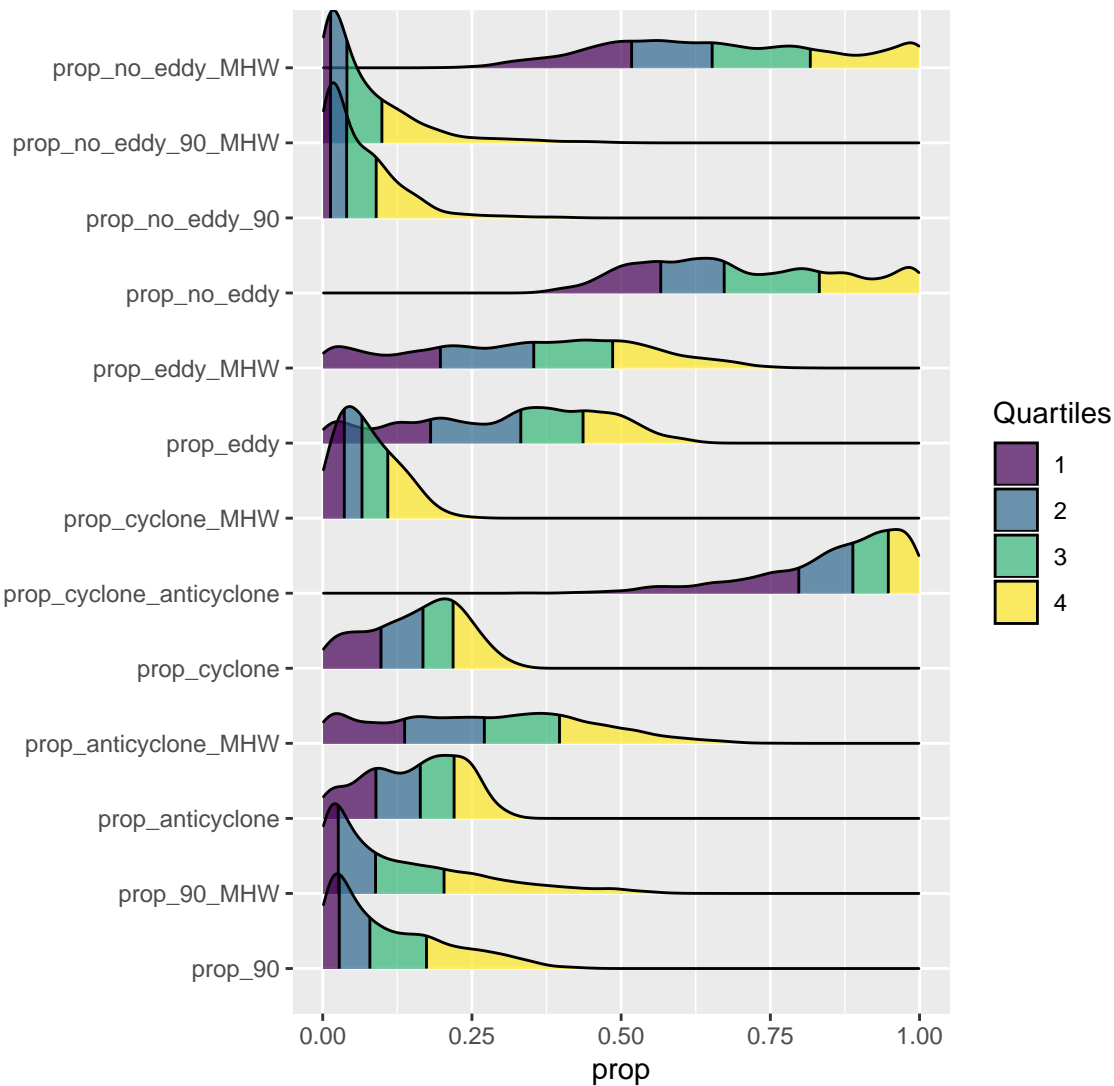 prop_no_eddy_MHW
prop_no_eddy_90_MHW
prop_no_eddy_90
prop_no_eddy
prop_eddy_MHW
prop_eddy
prop_cyclone_MHW
prop_cyclone_anticyclone
prop_cyclone
prop_anticyclone_MHW
prop_anticyclone
prop_90_MHW
prop_90
0.00 0.25 0.50 0.75 1.00
prop
Quartiles
1
2
3
4